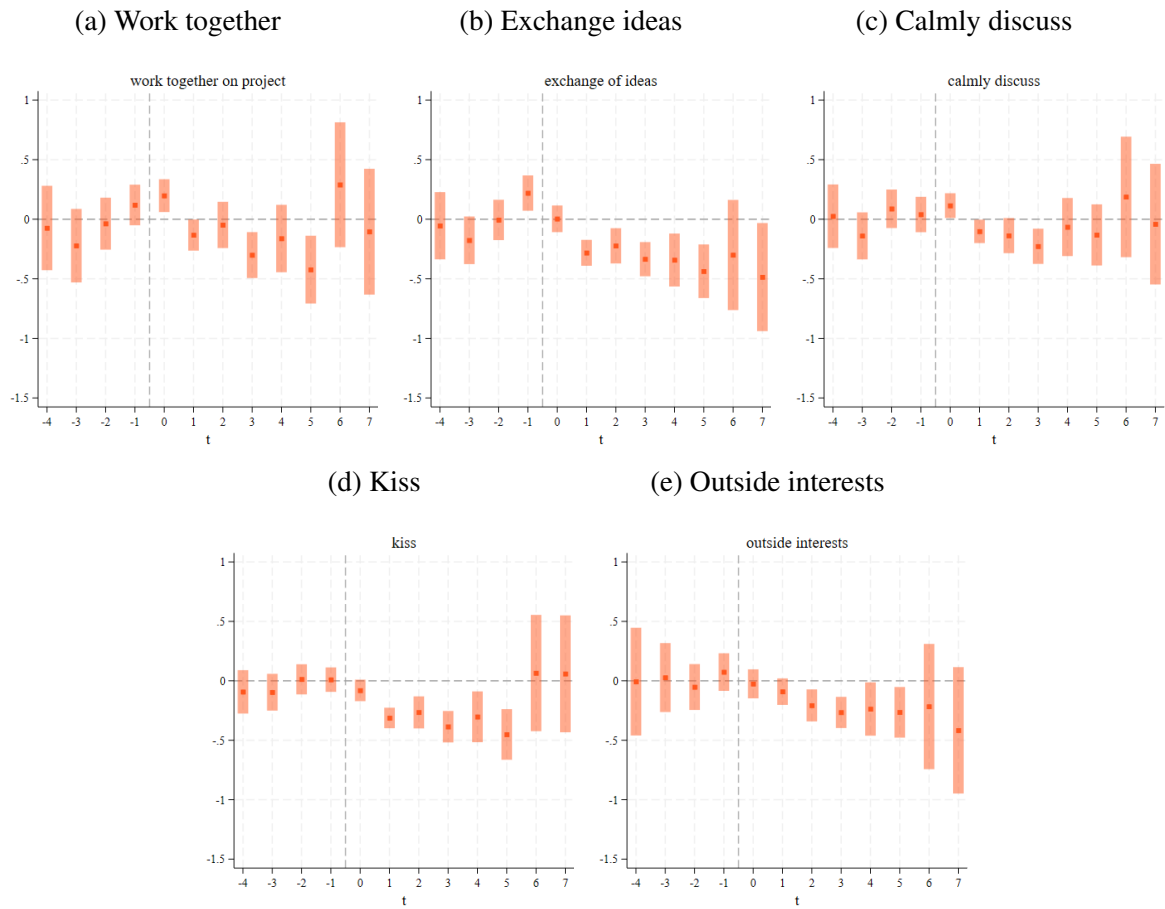 (a) Work together
(b) Exchange ideas
(c) Calmly discuss
work together on project
1
.5
0
-.5
-1
-1.5
-4 -3 -2 -1 0 1 2 3 4 5 6 7
t
exchange of ideas
1
.5
0
-.5
-1
-1.5
-4 -3 -2 -1 0 1 2 3 4 5 6 7
t
calmly discuss
1
.5
0
-.5
-1
-1.5
-4 -3 -2 -1 0 1 2 3 4 5 6 7
t
(d) Kiss
(e) Outside interests
kiss
1
.5
0
-.5
-1
-1.5
-4 -3 -2 -1 0 1 2 3 4 5 6 7
t
outside interests
1
.5
0
-.5
-1
-1.5
-4 -3 -2 -1 0 1 2 3 4 5 6 7
t